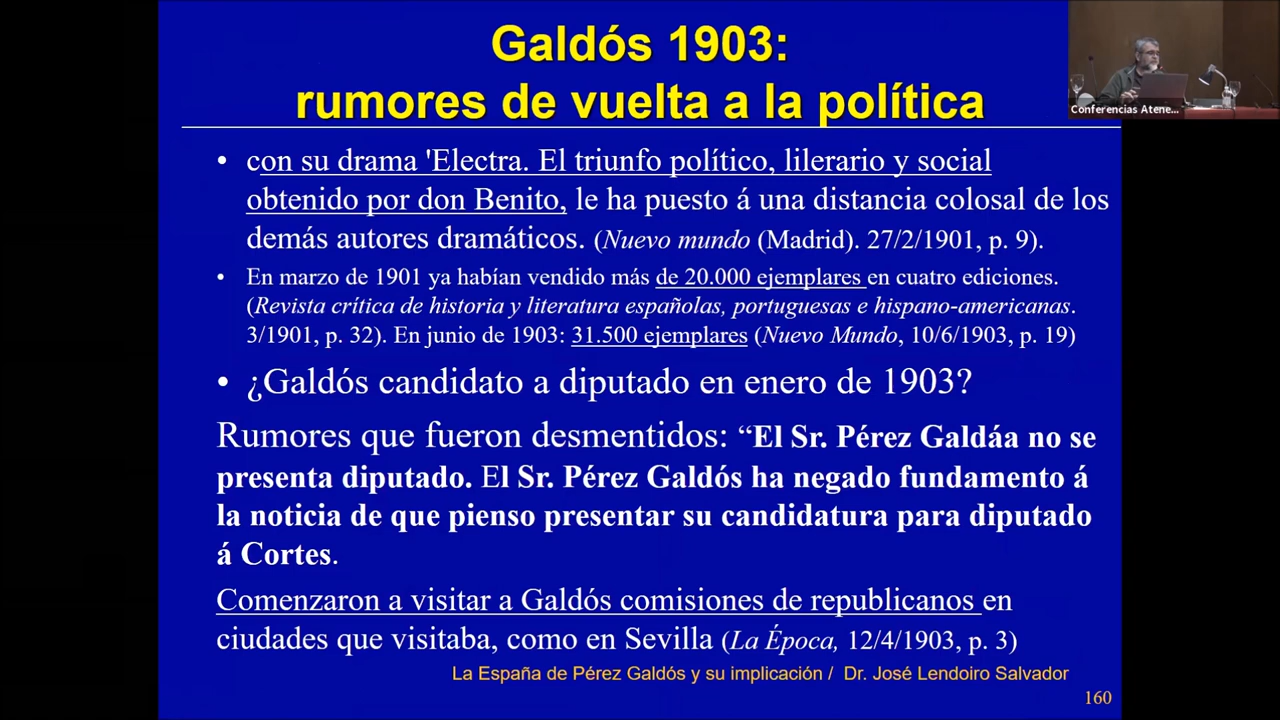 Galdós 1903:
rumores de vuelta a la política
Conferencias Atene...
• con su drama 'Electra. El triunfo político, lilerario y social
obtenido por don Benito, le ha puesto á una distancia colosal de los
demás autores dramáticos. (Nuevo mundo (Madrid). 27/2/1901, p. 9).
• En marzo de 1901 ya habían vendido más de 20.000 ejemplares en cuatro ediciones.
(Revista crítica de historia y literatura españolas, portuguesas e hispano-americanas.
3/1901, p. 32). En junio de 1903: 31.500 ejemplares (Nuevo Mundo, 10/6/1903, p. 19)
• ¿Galdós candidato a diputado en enero de 1903?
Rumores que fueron desmentidos: “El Sr. Pérez Galdáa no se
presenta diputado. El Sr. Pérez Galdós ha negado fundamento á
la noticia de que pienso presentar su candidatura para diputado
á Cortes.
Comenzaron a visitar a Galdós comisiones de republicanos en
ciudades que visitaba, como en Sevilla (La Época, 12/4/1903, p. 3)
La España de Pérez Galdós y su implicación / Dr. José Lendoiro Salvador
160